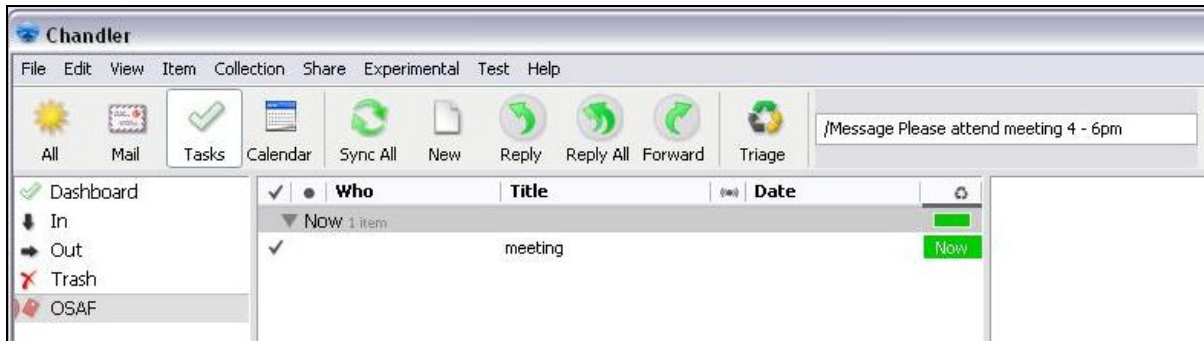 Chandler
File Edit View Item Collection Share Experimental Test Help
All Mail Tasks Calendar Sync All New Reply Reply All Forward Triage
/Message Please attend meeting 4 - 6pm
Dashboard
In
Out
Trash
OSAF
Who Title Date
Now 1 item
meeting Now